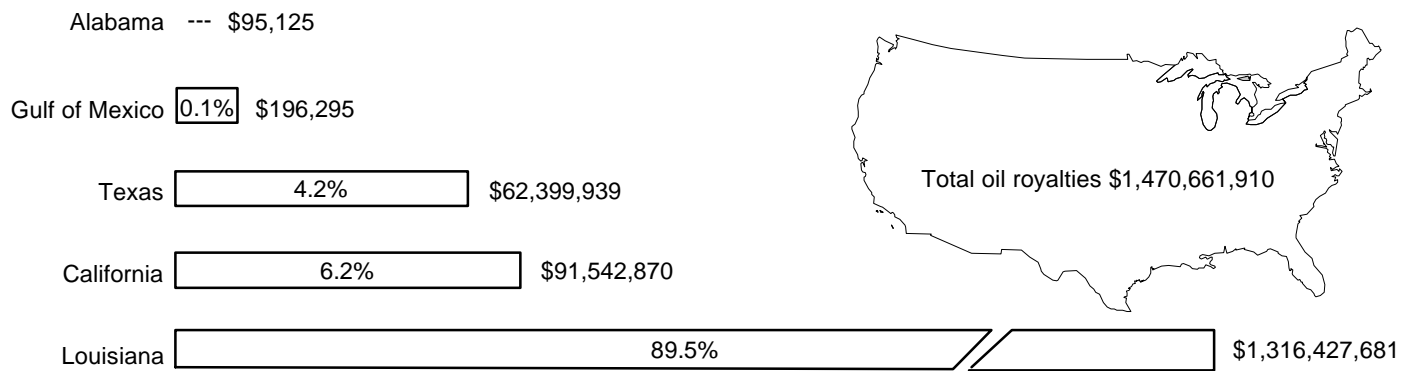 Alabama --- $95,125
Gulf of Mexico 0.1% $196,295
Texas 4.2% $62,399,939
Total oil royalties $1,470,661,910
California 6.2% $91,542,870
Louisiana 89.5% $1,316,427,681